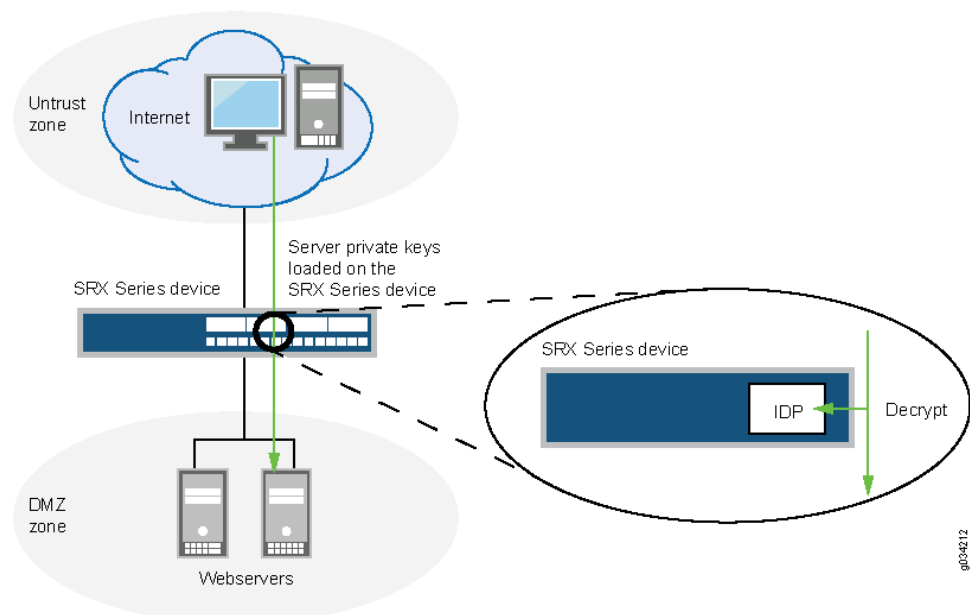 Untrust
zone
Internet
Server private keys
loaded on the
SRX Series device
SRX Series device
SRX Series device
IDP
Decrypt
DMZ
zone
Webservers
g034212